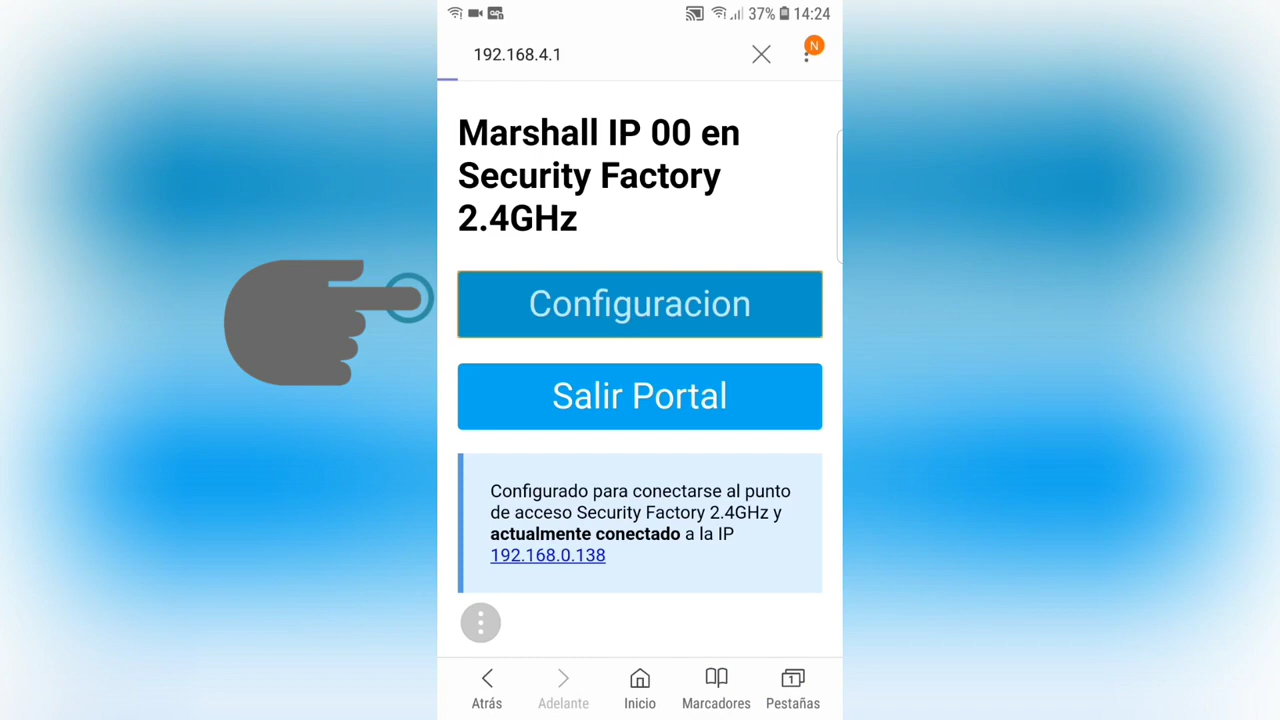 37% 14:24
192.168.4.1
N
Marshall IP 00 en
Security Factory
2.4GHz
Configuracion
Salir Portal
Configurado para conectarse al punto
de acceso Security Factory 2.4GHz y
actualmente conectado a la IP
192.168.0.138
1
Atrás Adelante Inicio Marcadores Pestañas